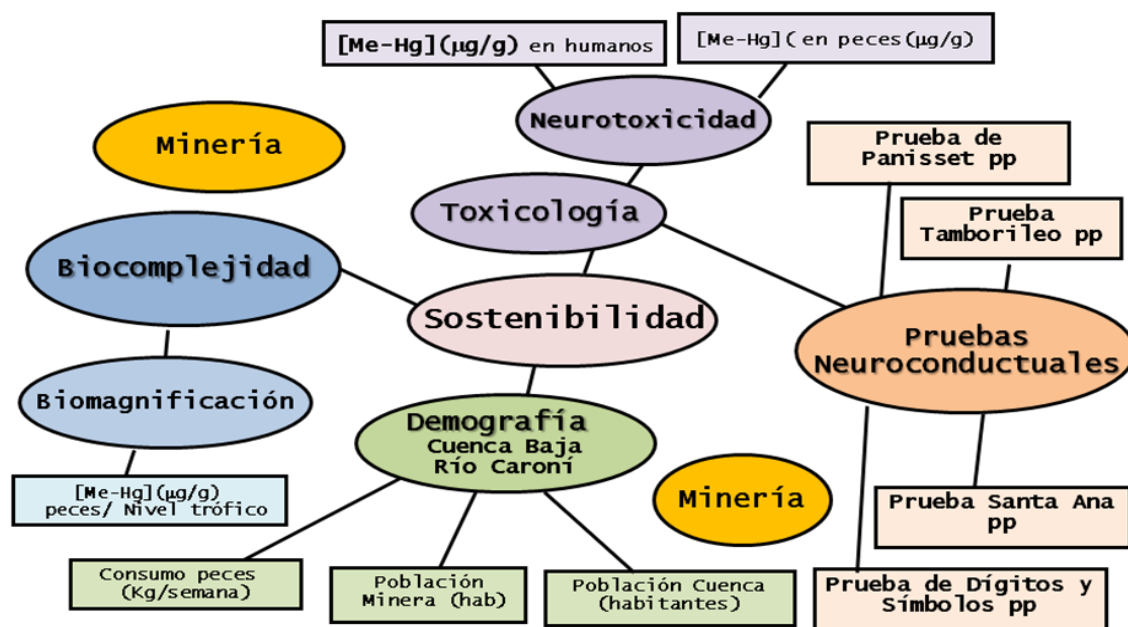 [Me-Hg](μg/g) en humanos
[Me-Hg]( en peces(μg/g)
Neurotoxicidad
Minería
Prueba de
Panisset pp
Toxicología
Prueba
Tamborileo pp
Biocomplejidad
Sostenibilidad
Pruebas
Neuroconductuales
Biomagnificación
Demografía
Cuenca Baja
Río Caroní
[Me-Hg](μg/g)
peces/ Nivel trófico
Minería
Prueba Santa Ana
pp
Consumo peces
(Kg/semana)
Población
Minera (hab)
Población Cuenca
(habitantes)
Prueba de Dígitos y
Símbolos pp